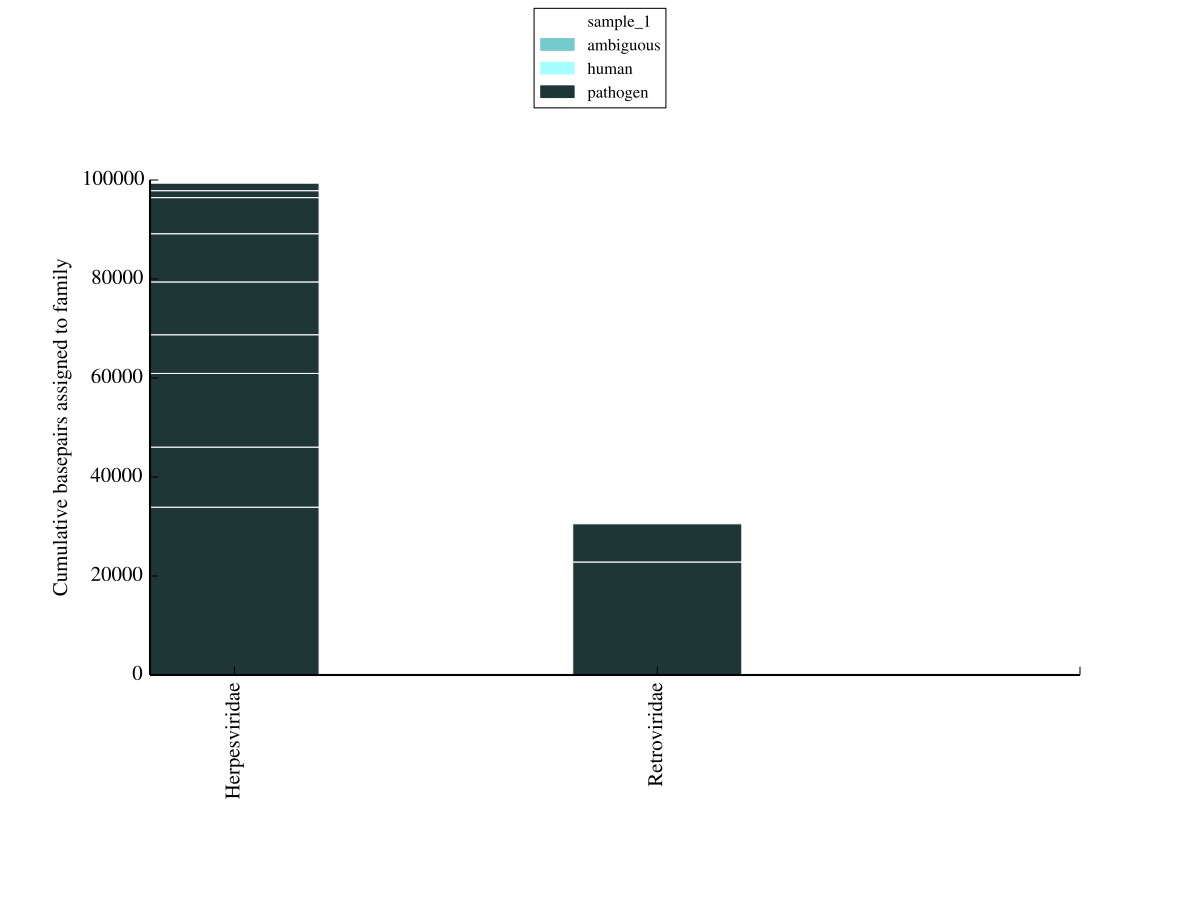 sample_1
ambiguous
human
pathogen
100000
80000
60000
40000
20000
0
Cumulative basepairs assigned to family
Herpesviridae
Retroviridae